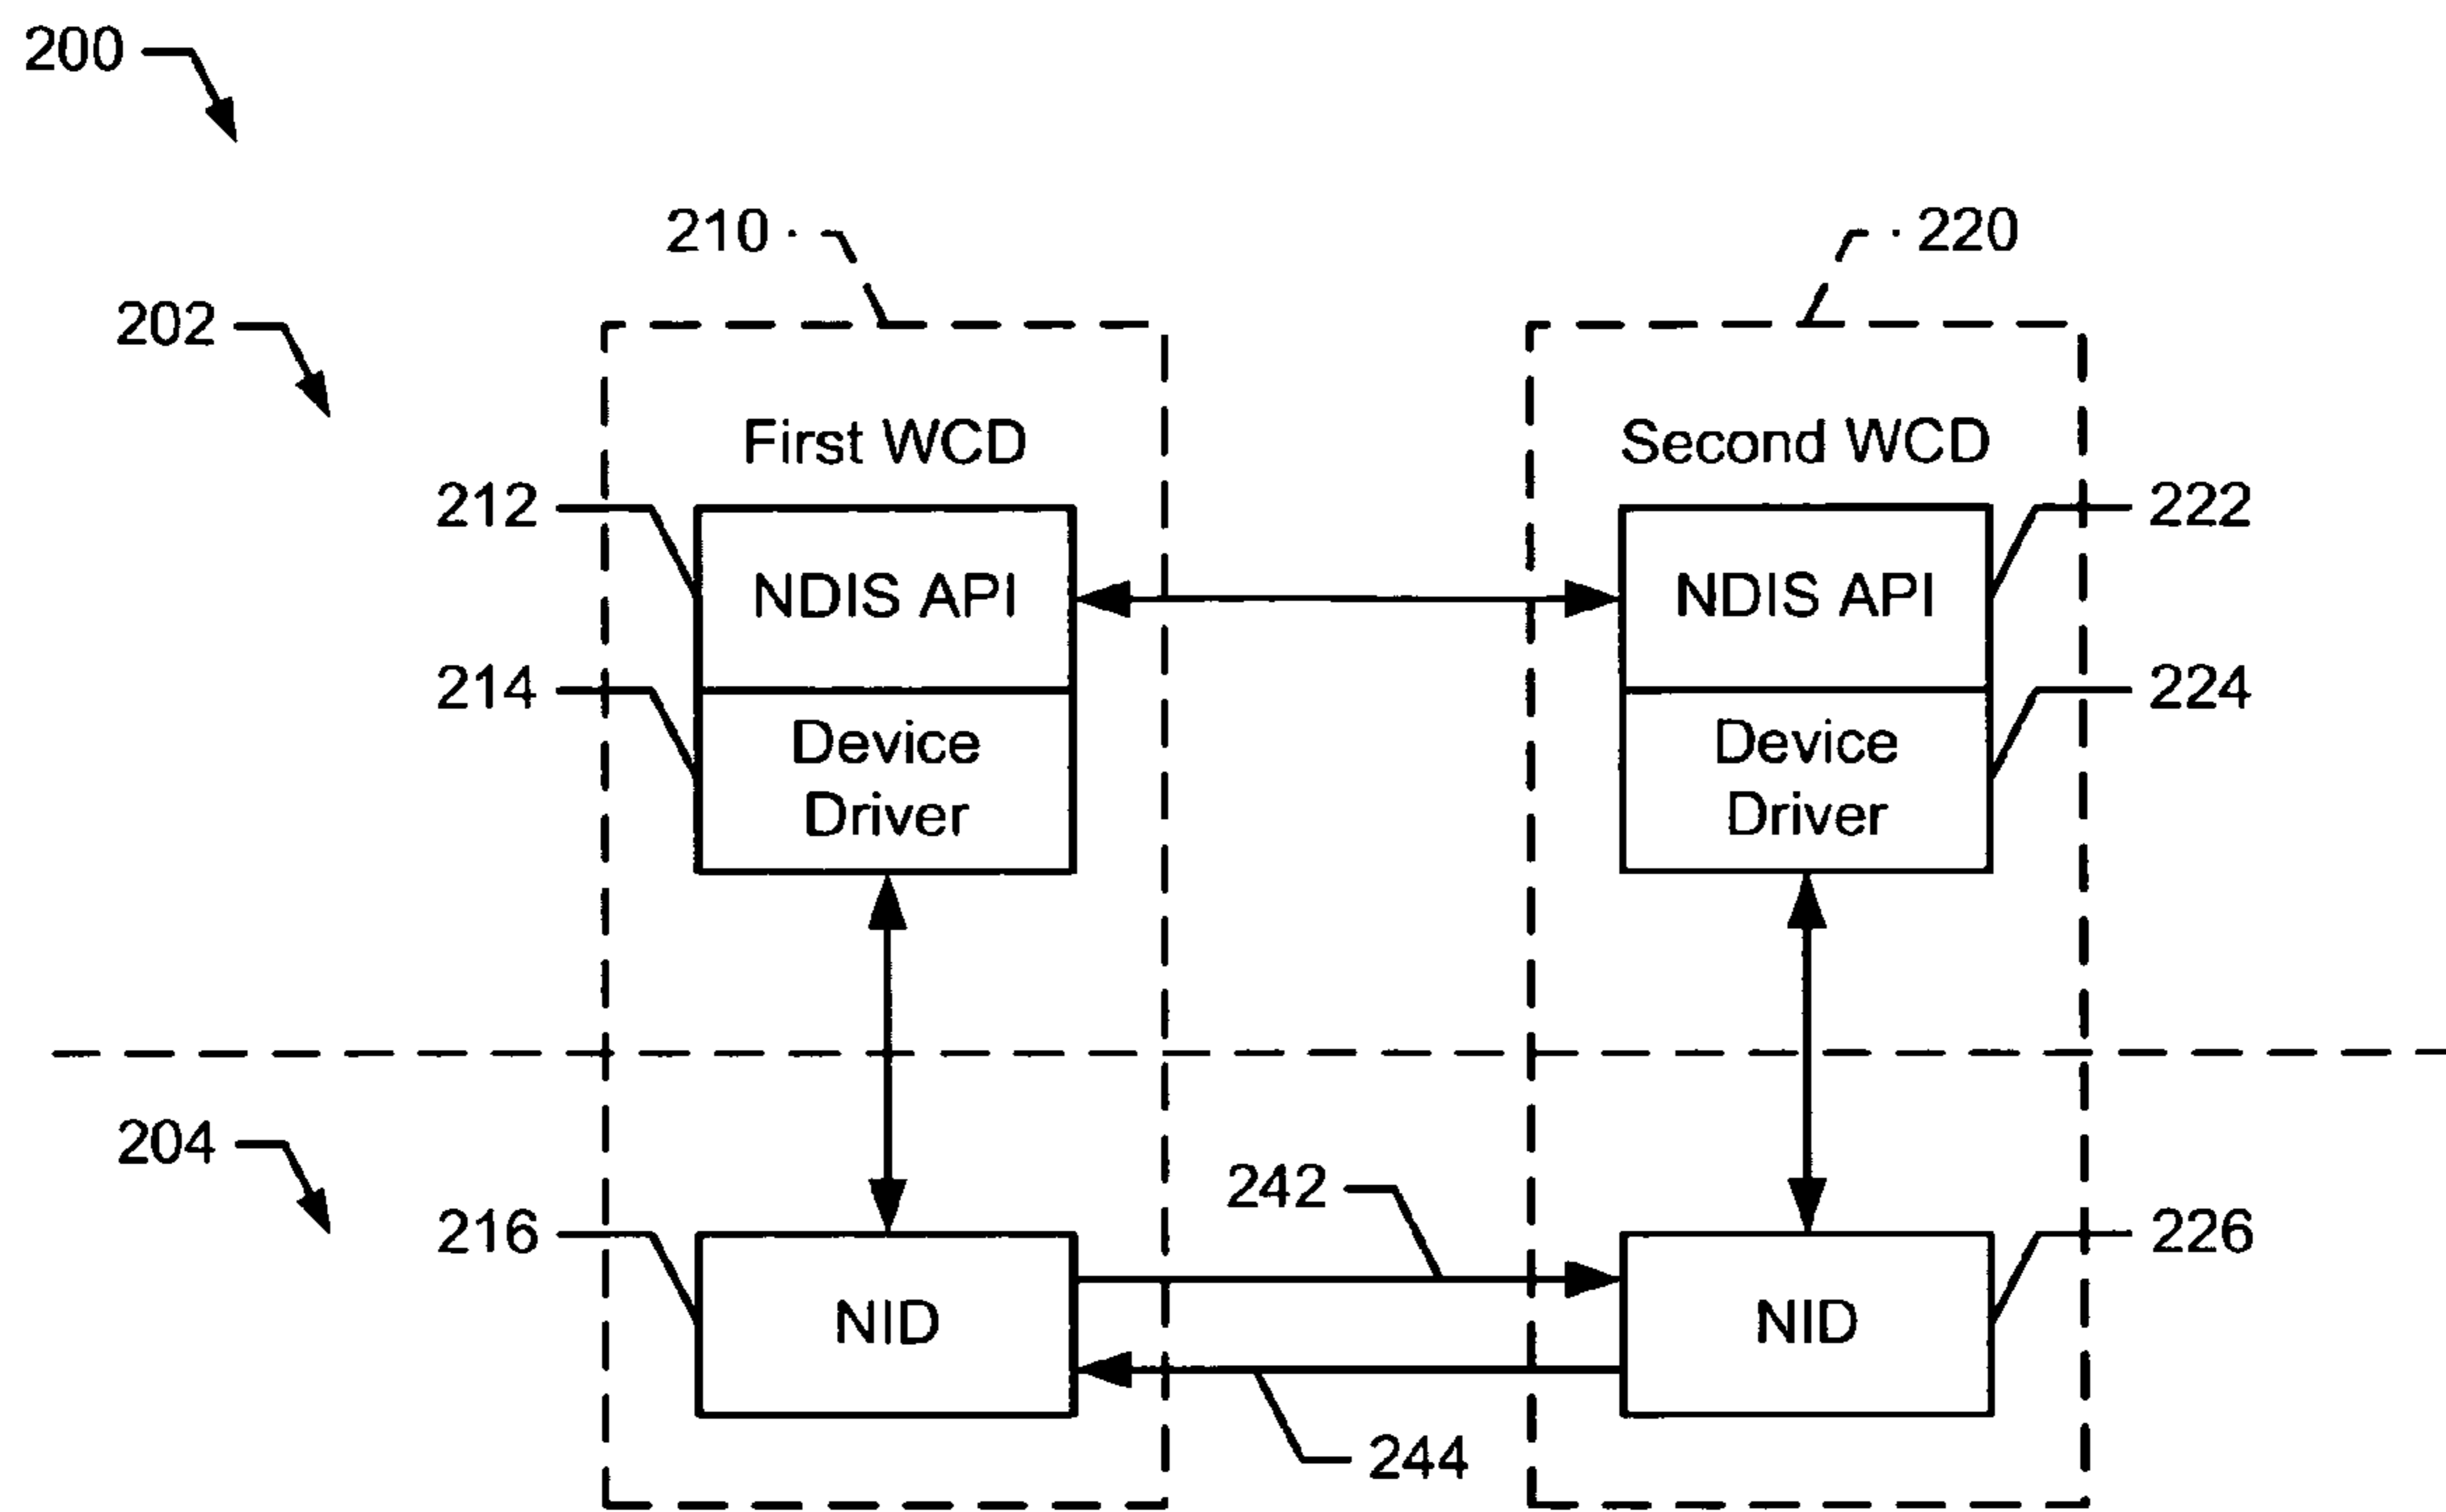 200
210
220
202
First WCD
Second WCD
212
222
NDIS API
NDIS API
214
224
Device
Driver
Device
Driver
204
242
216
226
NID
NID
244